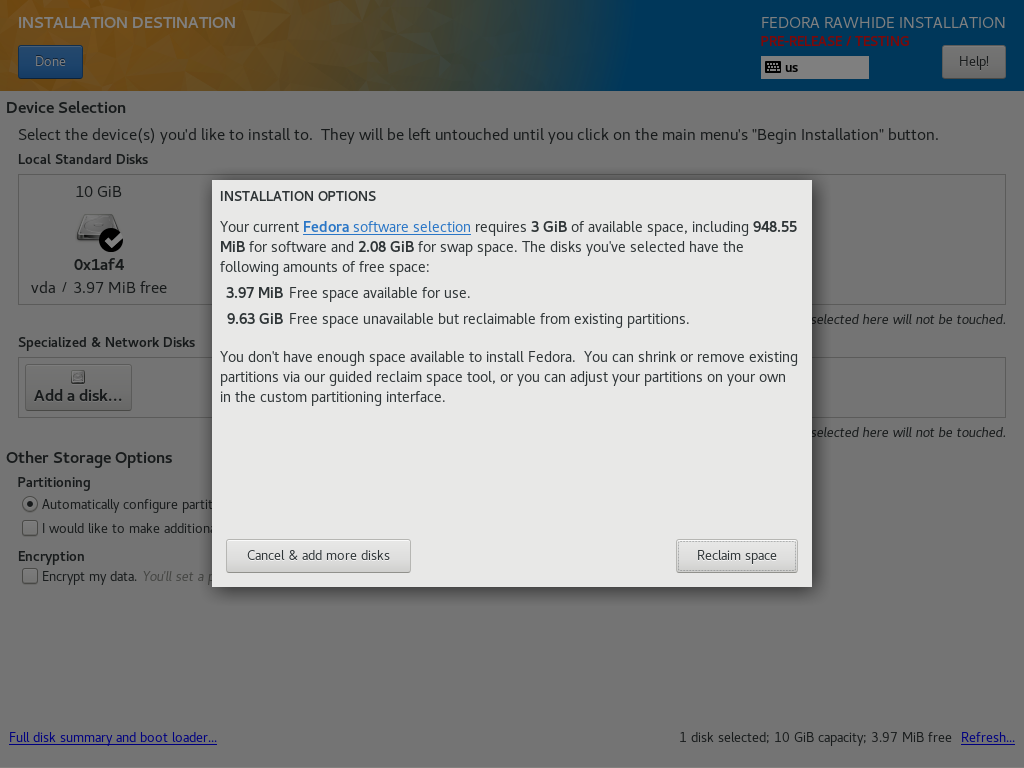 INSTALLATION DESTINATION
FEDORA RAWHIDE INSTALLATION
PRE-RELEASE / TESTING
Done
us
Help!
Device Selection
Select the device(s) you'd like to install to.  They will be left untouched until you click on the main menu's "Begin Installation" button.
Local Standard Disks
10 GiB
0x1af4
vda / 3.97 MiB free
selected here will not be touched.
Specialized & Network Disks
Add a disk...
selected here will not be touched.
Other Storage Options
Partitioning
Automatically configure partit
I would like to make additiona
Encryption
Encrypt my data. You'll set a p
INSTALLATION OPTIONS
Your current Fedora software selection requires 3 GiB of available space, including 948.55
MiB for software and 2.08 GiB for swap space. The disks you've selected have the
following amounts of free space:
3.97 MiB Free space available for use.
9.63 GiB Free space unavailable but reclaimable from existing partitions.
You don't have enough space available to install Fedora.  You can shrink or remove existing
partitions via our guided reclaim space tool, or you can adjust your partitions on your own
in the custom partitioning interface.
Cancel & add more disks
Reclaim space
Full disk summary and boot loader...
1 disk selected; 10 GiB capacity; 3.97 MiB free
Refresh...